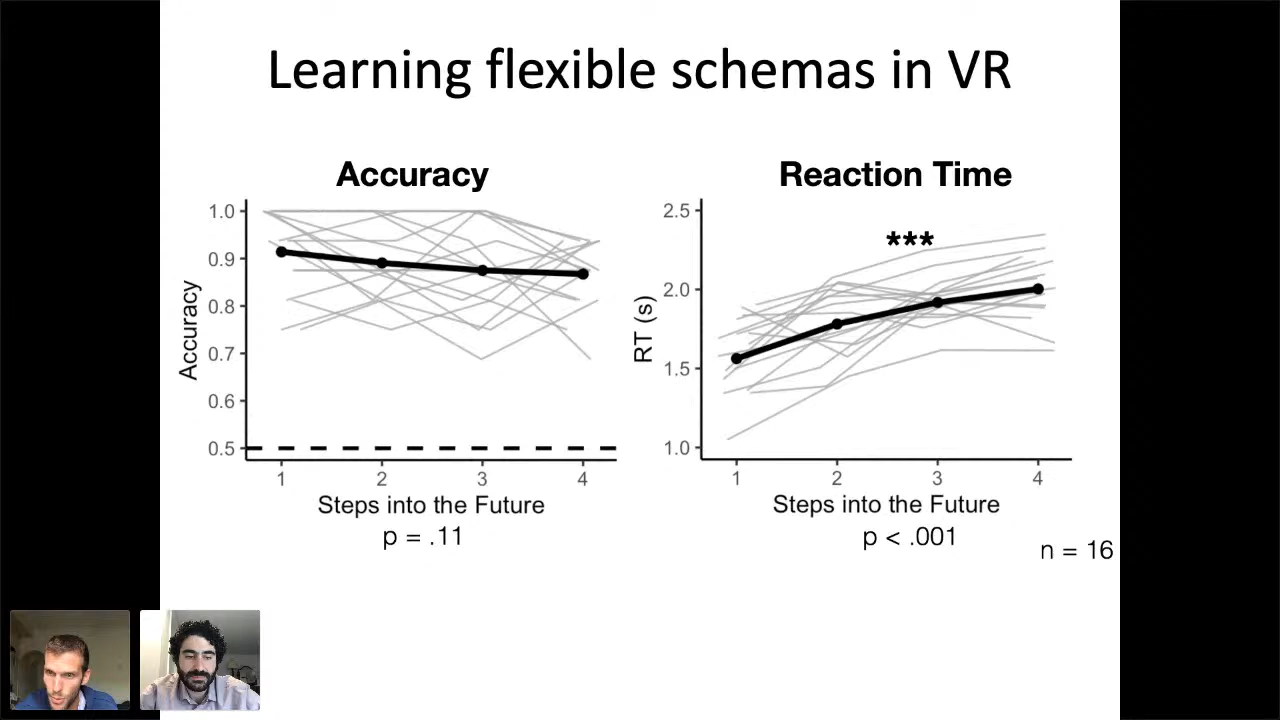 Learning flexible schemas in VR
Accuracy
1.0
0.9
0.8
0.7
0.6
0.5
Accuracy
1
2
3
4
Steps into the Future
p = .11
Reaction Time
***
2.5
2.0
1.5
1.0
RT (s)
1
2
3
4
Steps into the Future
p < .001
n = 16